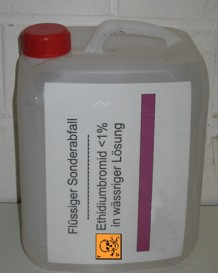 Flüssiger Sonderabfall
Ethidiumbromid <1%
in wässriger Lösung